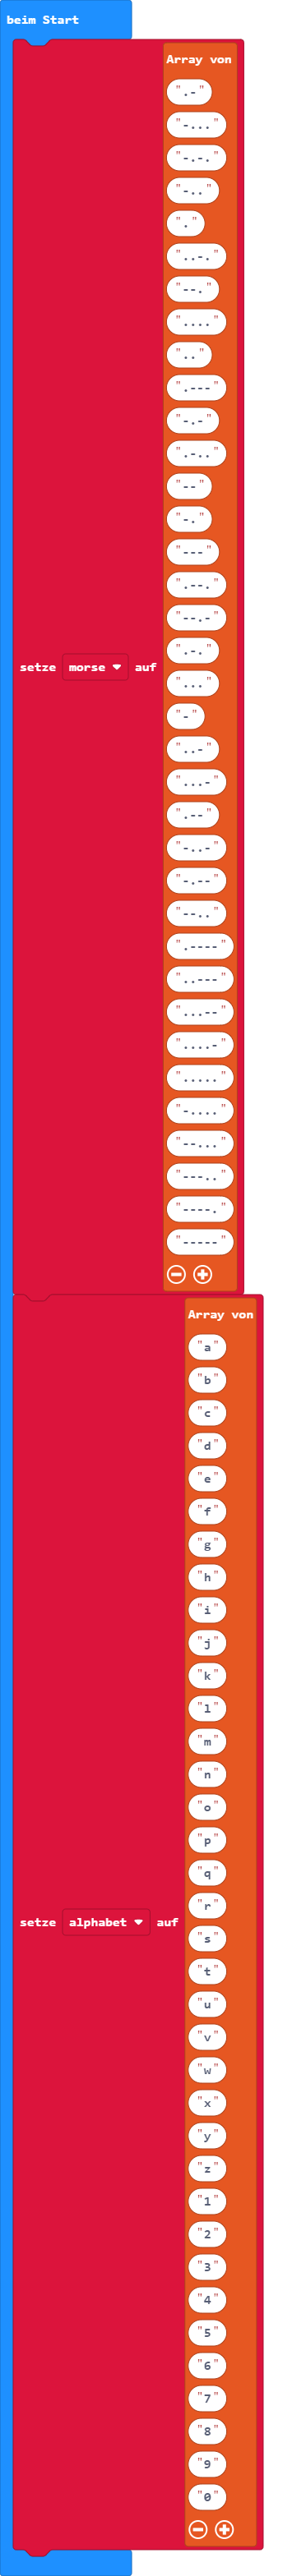 beim Start
Array von
".-"
"-..."
"-.-."
"-.."
"."
"..-."
"--."
"...."
".."
".---"
"-.-"
".-.."
"--"
"-."
"---"
".--."
"--.-"
".-."
setze morse auf
"..."
"-"
"..-"
"...-"
".--"
"-..-"
"-.--"
"--.."
".----"
"..---"
"...--"
"....-"
"....."
"-...."
"--..."
"---.."
"----."
"-----"
Array von
"a"
"b"
"c"
"d"
"e"
"f"
"g"
"h"
"i"
"j"
"k"
"l"
"m"
"n"
"o"
"p"
"q"
"r"
setze alphabet auf
"s"
"t"
"u"
"v"
"w"
"x"
"y"
"z"
"1"
"2"
"3"
"4"
"5"
"6"
"7"
"8"
"9"
"0"